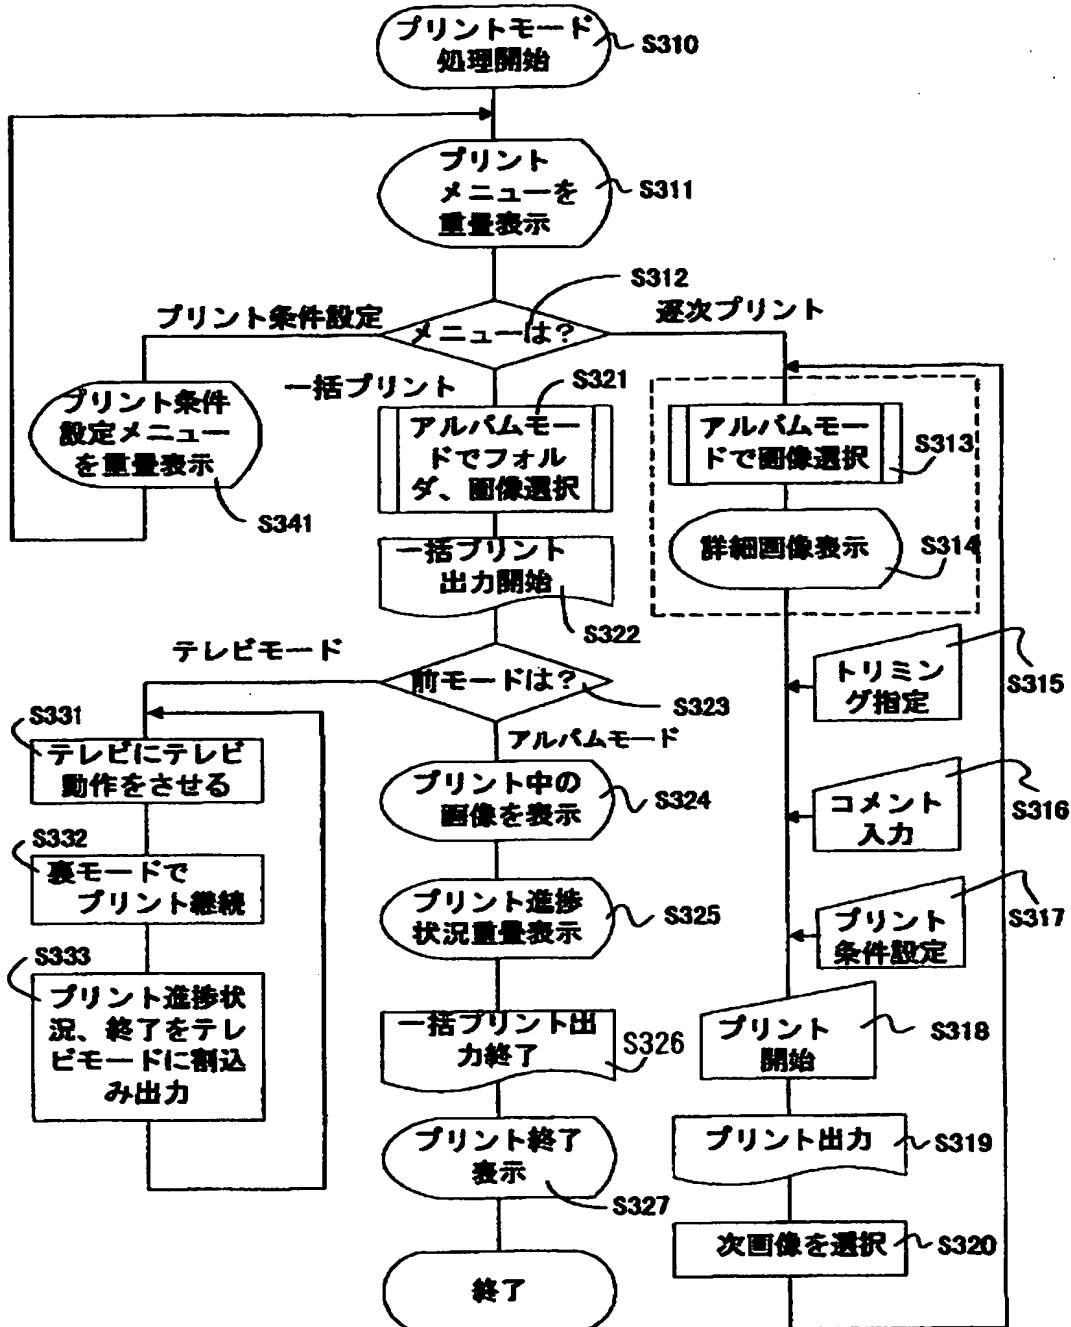 プリントモード
処理開始
S310
プリント
メニューを
重畳表示
S311
S312
プリント条件設定
メニューは?
逐次プリント
一括プリント
S321
プリント条件
設定メニュー
を重畳表示
S341
アルバムモー
ドでフォル
ダ、画像選択
アルバムモー
ドで画像選択
S313
一括プリント
出力開始
S322
詳細画像表示
S314
テレビモード
前モードは?
S323
アルバムモード
トリミン
グ指定
S315
S331
テレビにテレビ
動作をさせる
プリント中の
画像を表示
S324
コメント
入力
S316
S332
裏モードで
プリント継続
プリント進捗
状況重畳表示
S325
プリント
条件設定
S317
S333
プリント進捗状
況、終了をテレ
ビモードに割込
み出力
一括プリント出
力終了
S326
プリント
開始
S318
プリント終了
表示
S327
プリント出力
S319
次画像を選択
S320
終了